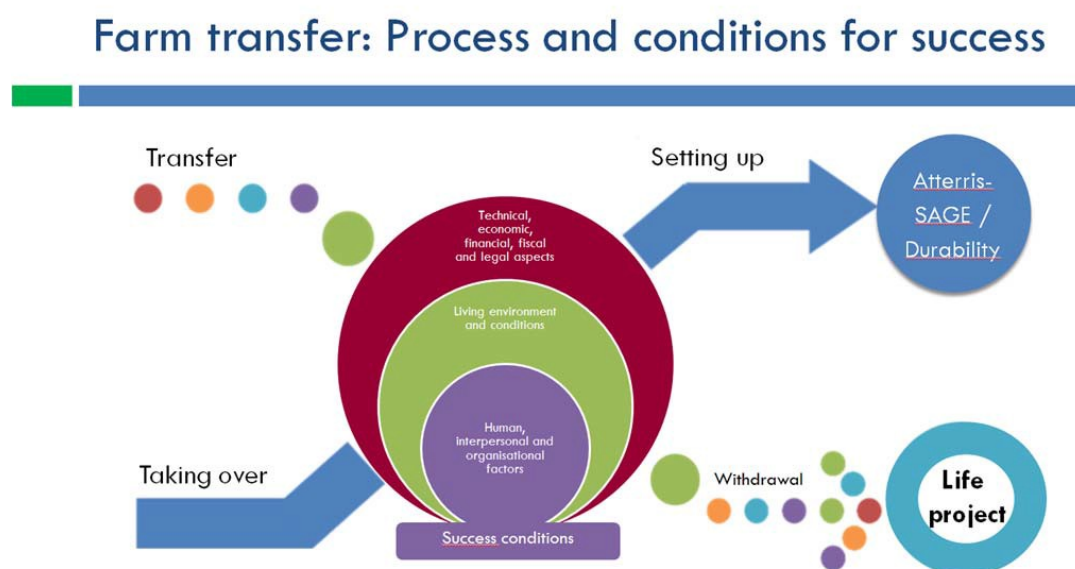 Farm transfer: Process and conditions for success
Transfer
Setting up
Atterris-
SAGE /
Durability
Technical,
economic,
financial, fiscal
and legal aspects
Living environment
and conditions
Human,
interpersonal and
organisational
factors
Taking over
Withdrawal
Life
project
Success conditions